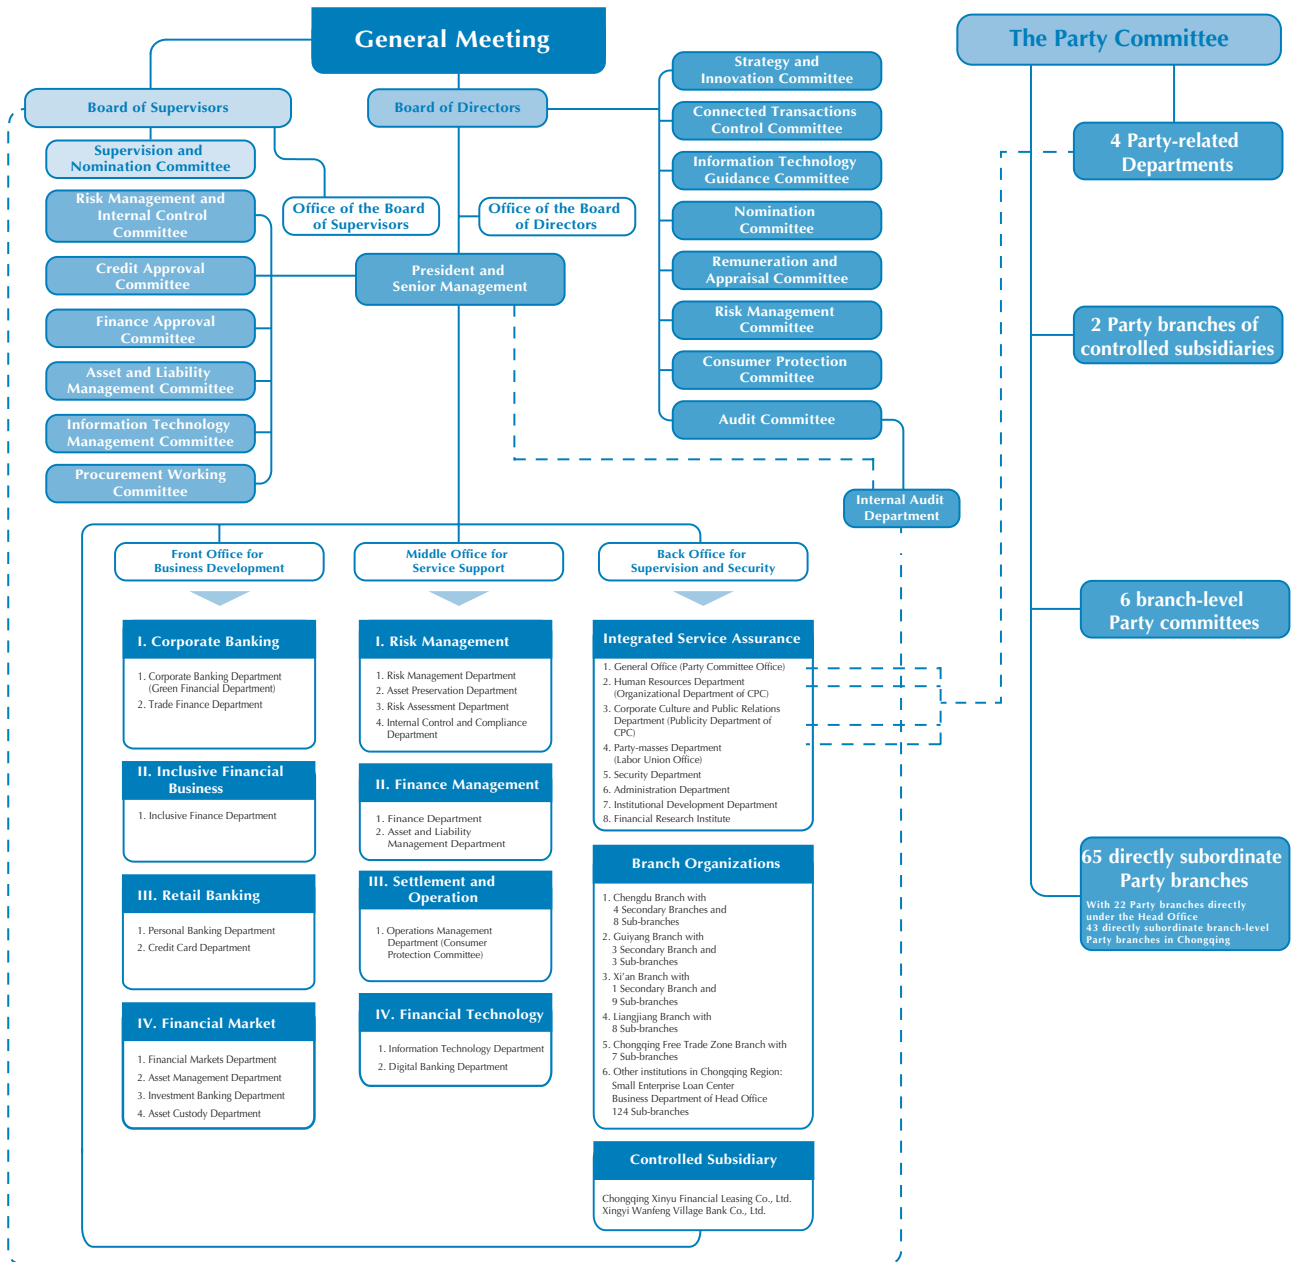 General Meeting
The Party Committee
Board of Supervisors
Board of Directors
Strategy and
Innovation Committee
Connected Transactions
Control Committee
Information Technology
Guidance Committee
Nomination
Committee
Remuneration and
Appraisal Committee
Risk Management
Committee
Consumer Protection
Committee
Audit Committee
Internal Audit
Department
Supervision and
Nomination Committee
Risk Management and
Internal Control
Committee
Credit Approval
Committee
Finance Approval
Committee
Asset and Liability
Management Committee
Information Technology
Management Committee
Procurement Working
Committee
Office of the Board
of Supervisors
Office of the Board
of Directors
President and
Senior Management
4 Party-related
Departments
2 Party branches of
controlled subsidiaries
6 branch-level
Party committees
65 directly subordinate
Party branches
With 22 Party branches directly
under the Head Office
43 directly subordinate branch-level
Party branches in Chongqing
Front Office for
Business Development
I. Corporate Banking
1. Corporate Banking Department
(Green Financial Department)
2. Trade Finance Department
II. Inclusive Financial
Business
1. Inclusive Finance Department
III. Retail Banking
1. Personal Banking Department
2. Credit Card Department
IV. Financial Market
1. Financial Markets Department
2. Asset Management Department
3. Investment Banking Department
4. Asset Custody Department
Middle Office for
Service Support
I. Risk Management
1. Risk Management Department
2. Asset Preservation Department
3. Risk Assessment Department
4. Internal Control and Compliance
Department
II. Finance Management
1. Finance Department
2. Asset and Liability
Management Department
III. Settlement and
Operation
1. Operations Management
Department (Consumer
Protection Committee)
IV. Financial Technology
1. Information Technology Department
2. Digital Banking Department
Back Office for
Supervision and Security
Integrated Service Assurance
1. General Office (Party Committee Office)
2. Human Resources Department
(Organizational Department of CPC)
3. Corporate Culture and Public Relations
Department (Publicity Department of
CPC)
4. Party-masses Department
(Labor Union Office)
5. Security Department
6. Administration Department
7. Institutional Development Department
8. Financial Research Institute
Branch Organizations
1. Chengdu Branch with
4 Secondary Branches and
8 Sub-branches
2. Guiyang Branch with
3 Secondary Branch and
3 Sub-branches
3. Xi'an Branch with
1 Secondary Branch and
9 Sub-branches
4. Liangjiang Branch with
8 Sub-branches
5. Chongqing Free Trade Zone Branch with
7 Sub-branches
6. Other institutions in Chongqing Region:
Small Enterprise Loan Center
Business Department of Head Office
124 Sub-branches
Controlled Subsidiary
Chongqing Xinyu Financial Leasing Co., Ltd.
Xingyi Wanfeng Village Bank Co., Ltd.